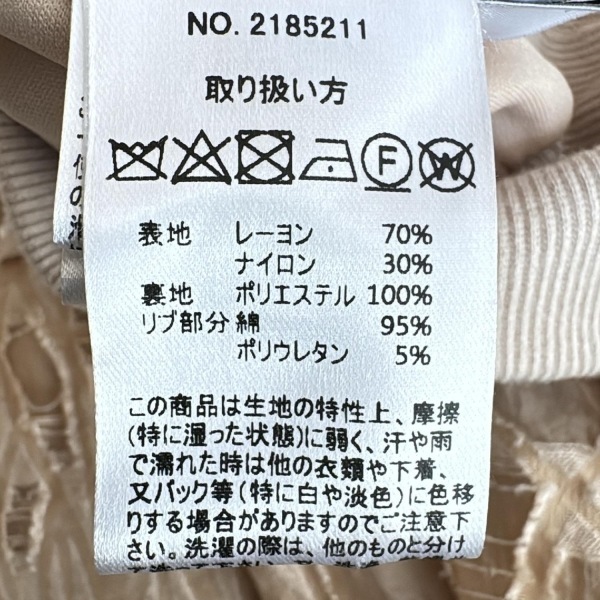 NO. 2185211
取り扱い方
F W
表地 レーヨン 70%
ナイロン 30%
裏地 ポリエステル 100%
リブ部分 綿 95%
ポリウレタン 5%
この商品は生地の特性上、摩擦
(特に湿った状態)に弱く、汗や雨
で濡れた時は他の衣類や下着、
又バック等(特に白や淡色)に色移
りする場合がありますのでご注意下
さい。洗濯の際は、他のものと分け